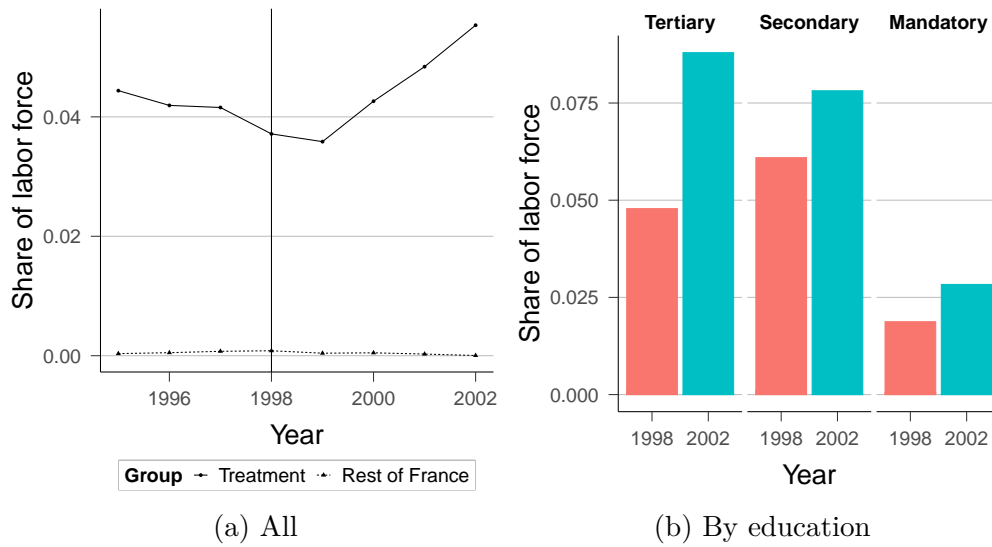 Share of labor force
0.04
0.02
0.00
1996 1998 2000 2002
Year
Group Treatment Rest of France
(a) All
Tertiary Secondary Mandatory
Share of labor force
0.075
0.050
0.025
0.000
1998 2002 1998 2002 1998 2002
Year
(b) By education